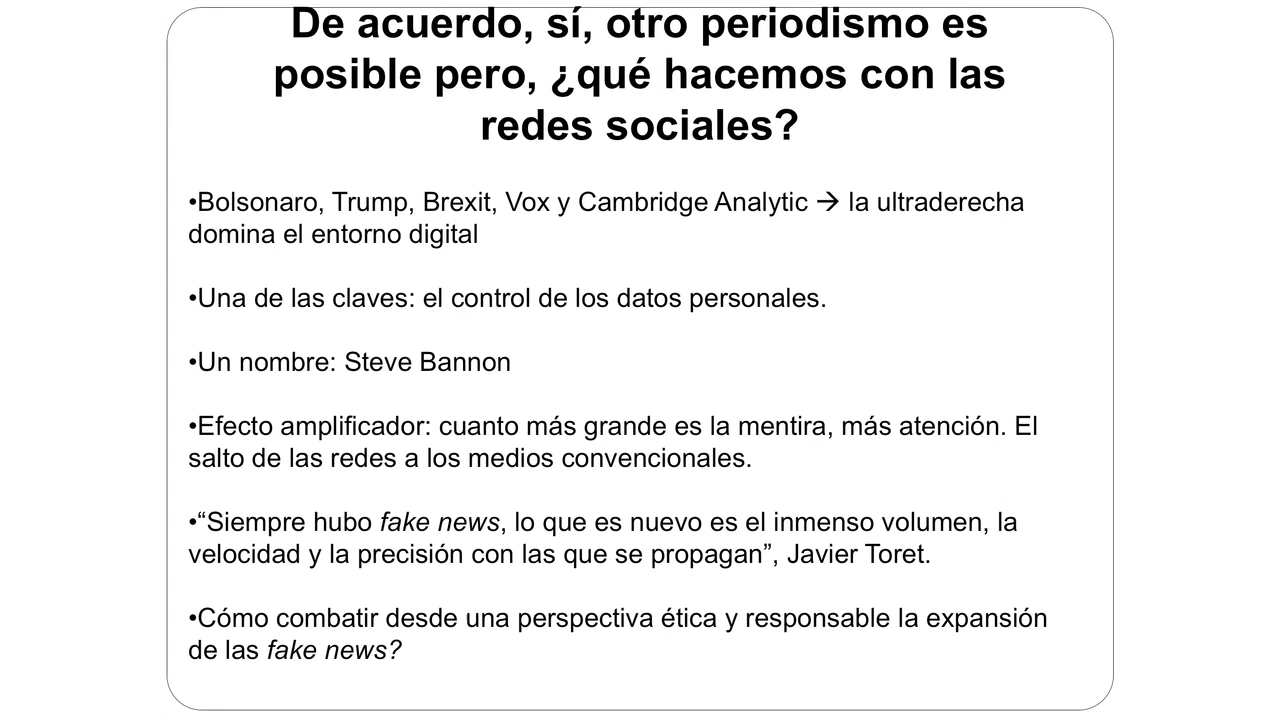 De acuerdo, sí, otro periodismo es
posible pero, ¿qué hacemos con las
redes sociales?
•Bolsonaro, Trump, Brexit, Vox y Cambridge Analytic → la ultraderecha
domina el entorno digital
•Una de las claves: el control de los datos personales.
•Un nombre: Steve Bannon
•Efecto amplificador: cuanto más grande es la mentira, más atención. El
salto de las redes a los medios convencionales.
•“Siempre hubo fake news, lo que es nuevo es el inmenso volumen, la
velocidad y la precisión con las que se propagan”, Javier Toret.
•Cómo combatir desde una perspectiva ética y responsable la expansión
de las fake news?